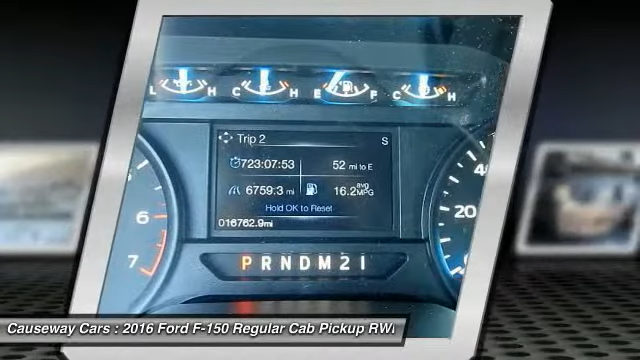 L H C H E F C H
Trip 2 S
723:07:53 52 mi to E
6759.3 mi 16.2 avg MPG
Hold OK to Reset
016762.9mi
40
6 20
7
P R N D M 2 1
Causeway Cars : 2016 Ford F-150 Regular Cab Pickup RW